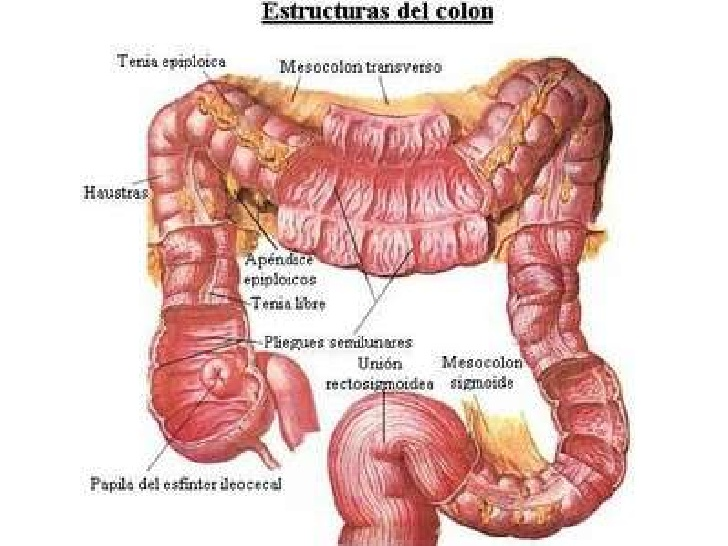 Estructuras del colon
Tenia epiploica
Mesocolon transverso
Haustras
Apéndice
epiploicos
Tenia libre
Pliegues semilunares
Unión
rectosigmoidea
Mesocolon
sigmoide
Papila del esfinter ileocecal